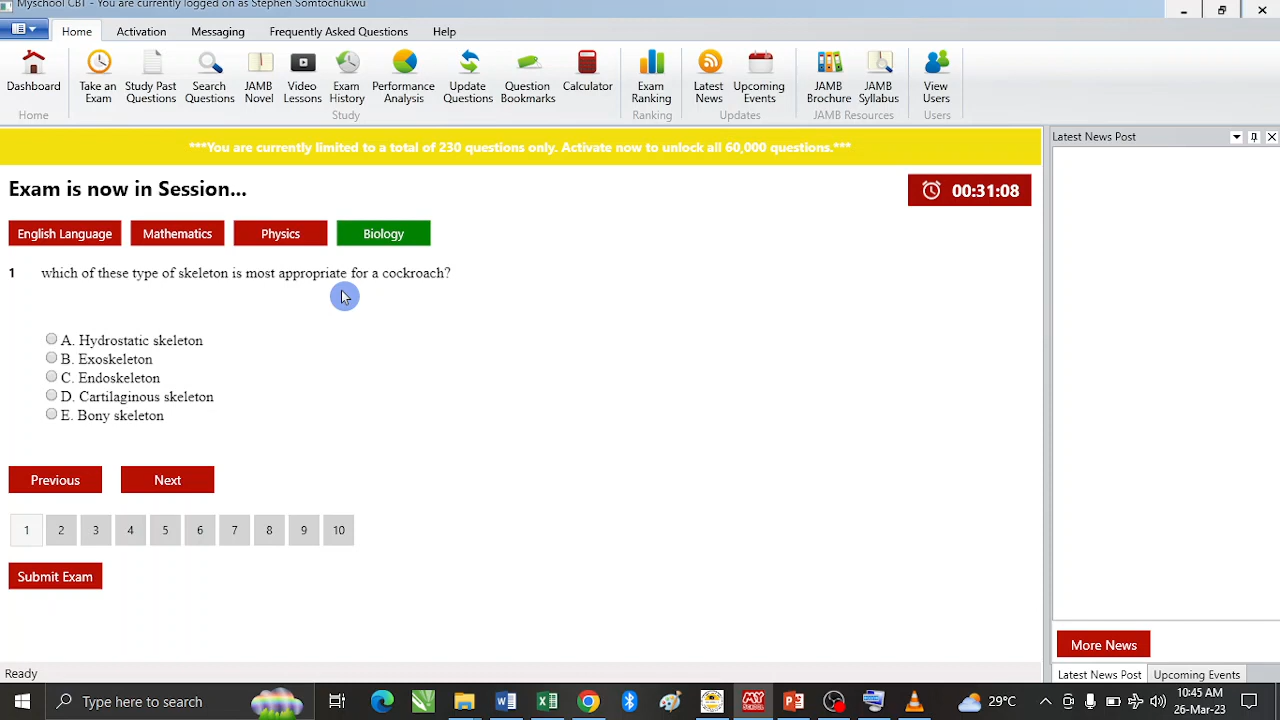 Myschool CBT - You are currently logged on as Stephen Somtochukwu
Home Activation Messaging Frequently Asked Questions Help
Dashboard
Take an Exam
Study Past Questions
Search Questions
JAMB Novel
Video Lessons
Exam History
Performance Analysis
Update Questions
Question Bookmarks
Calculator
Exam Ranking
Latest News
Upcoming Events
JAMB Brochure
JAMB Syllabus
View Users
Home Study Ranking Updates JAMB Resources Users
***You are currently limited to a total of 230 questions only. Activate now to unlock all 60,000 questions.***
Latest News Post
Exam is now in Session...
00:31:08
English Language Mathematics Physics Biology
1 which of these type of skeleton is most appropriate for a cockroach?
A. Hydrostatic skeleton
B. Exoskeleton
C. Endoskeleton
D. Cartilaginous skeleton
E. Bony skeleton
Previous Next
1 2 3 4 5 6 7 8 9 10
Submit Exam
More News
Ready
Latest News Post Upcoming Events
Type here to search
MY SCHOOL
29°C
10:45 AM
26-Mar-23